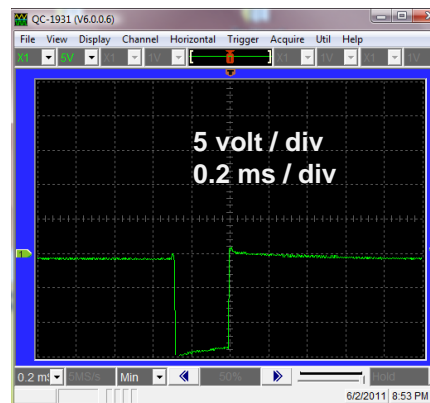 QC-1931 (V6.0.0.6)
File View Display Channel Horizontal Trigger Acquire Util Help
X1 5V X1 1V X1 1V X1 1V
5 volt / div
0.2 ms / div
1
0.2 m 5MS/s Min 50% Hold
6/2/2011 8:53 PM